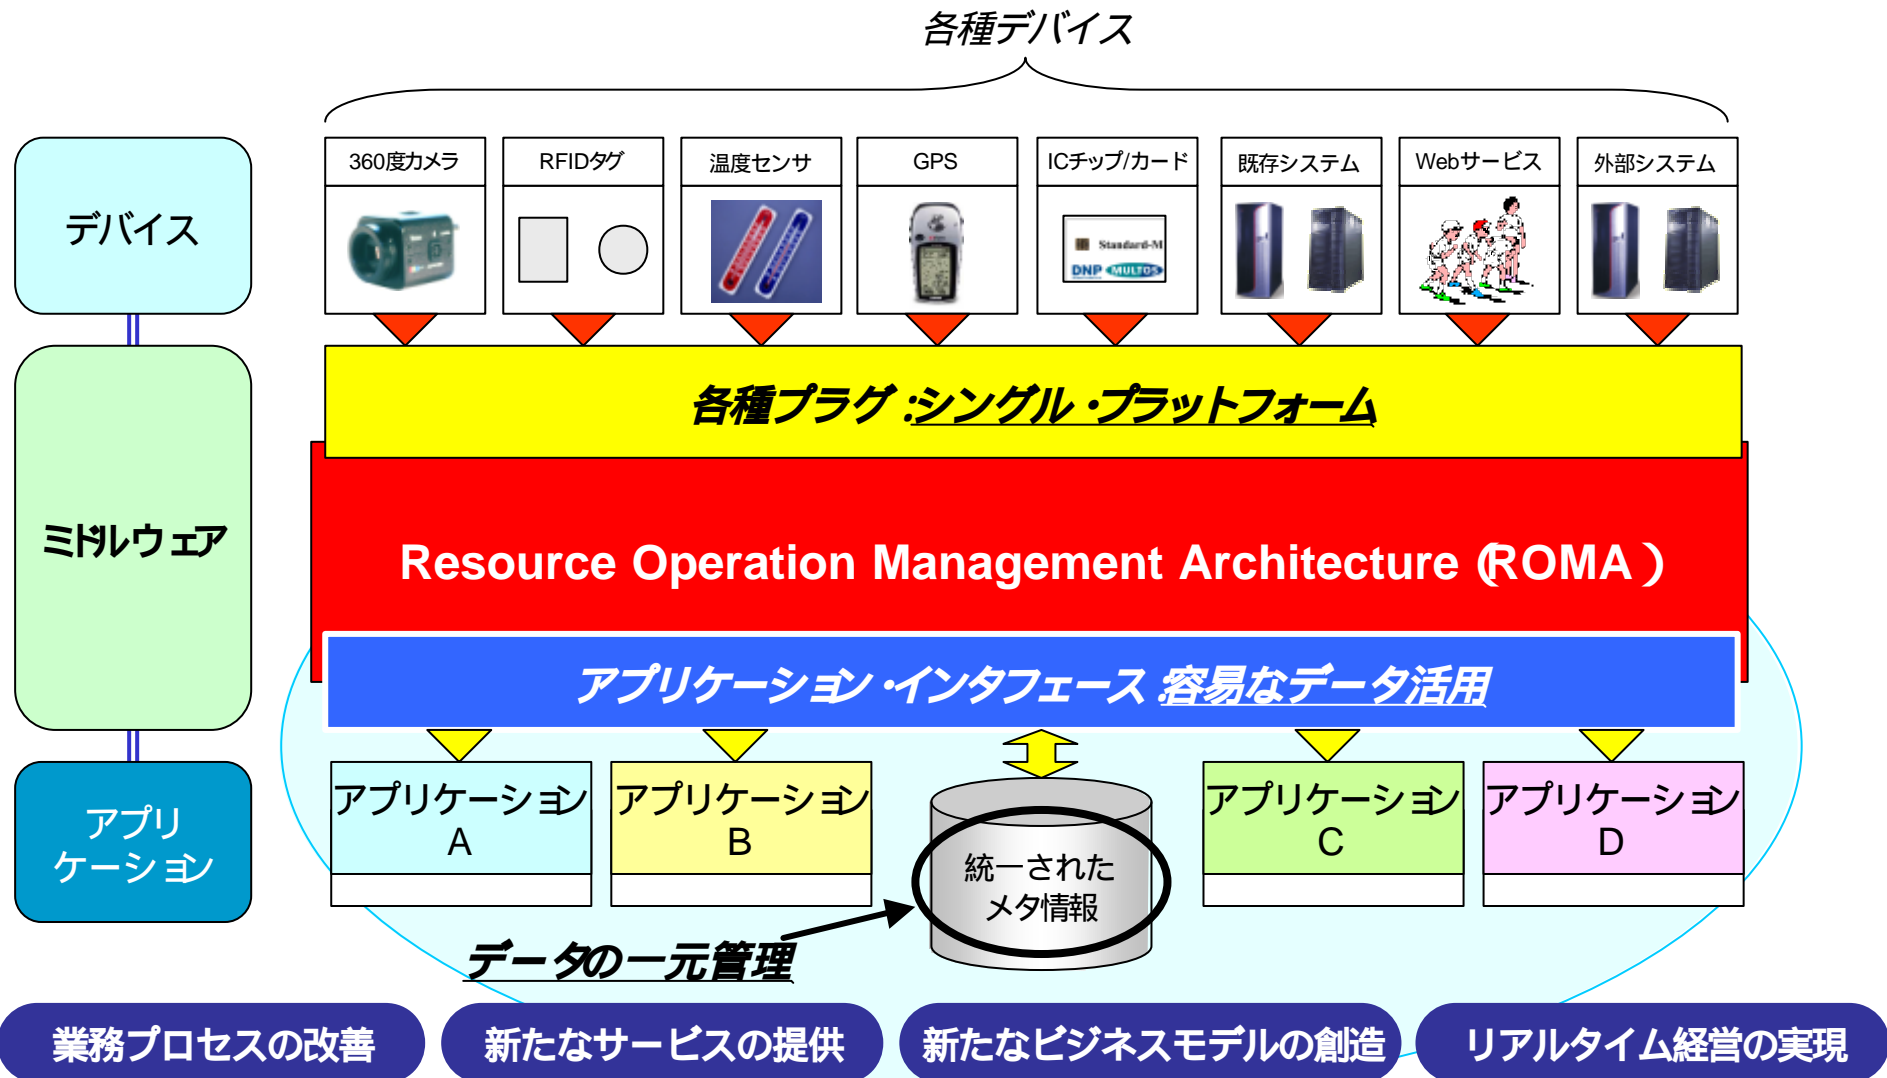 各種デバイス
360度カメラ
RFIDタグ
温度センサ
GPS
ICチップ/カード
既存システム
Webサービス
外部システム
デバイス
Standard-M
DNP MULTOS
各種プラグ:シングル・プラットフォーム
ミドルウェア
Resource Operation Management Architecture (ROMA)
アプリケーション・インタフェース:容易なデータ活用
アプリ
ケーション
アプリケーション
A
アプリケーション
B
統一された
メタ情報
アプリケーション
C
アプリケーション
D
データの一元管理
業務プロセスの改善
新たなサービスの提供
新たなビジネスモデルの創造
リアルタイム経営の実現